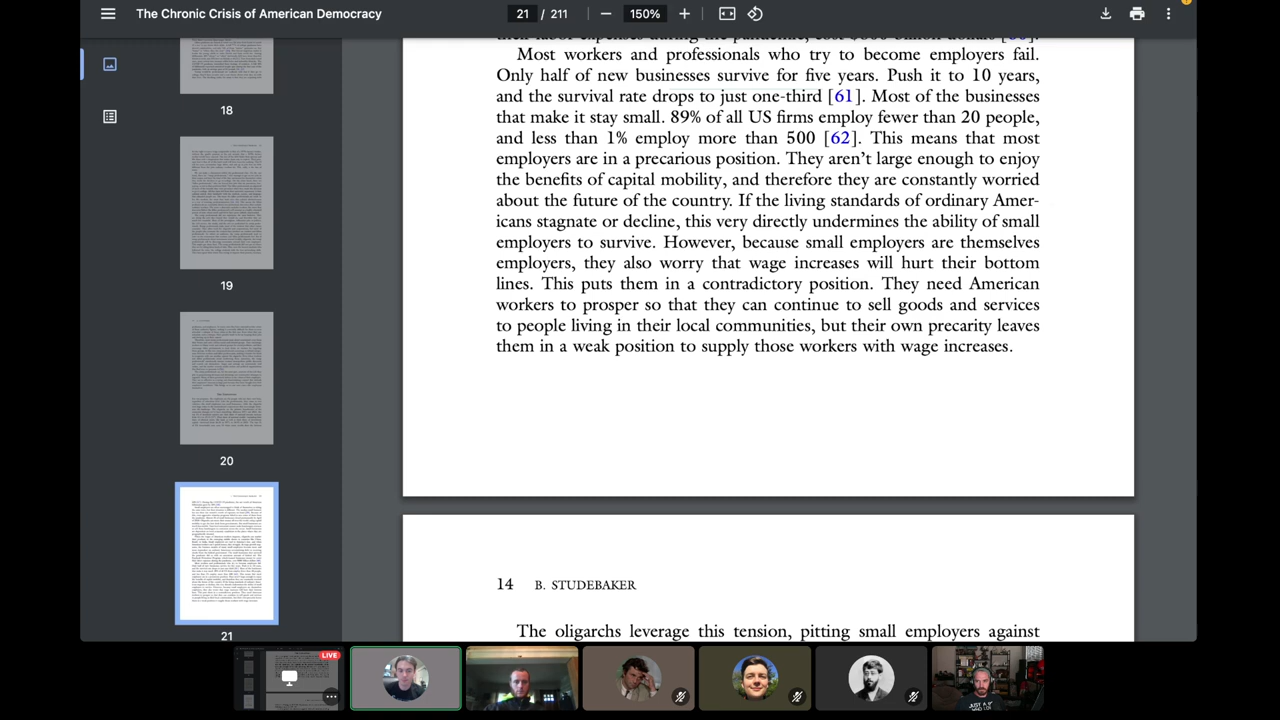 The Chronic Crisis of American Democracy
21 / 211
150%
Most workers and professionals who try to become employers fail.
Only half of new businesses survive for five years. Push it to 10 years,
and the survival rate drops to just one-third [61]. Most of the businesses
that make it stay small. 89% of all US firms employ fewer than 20 people,
and less than 1% employ more than 500 [62]. This means that most
employers are in a precarious position. They aren't large enough to enjoy
the benefits of capital mobility, and therefore they are constantly worried
about the future of the country. If the living standards of ordinary Amer-
icans stagnate or decline, this very directly undermines the ability of small
employers to survive. However, because small employers are themselves
employers, they also worry that wage increases will hurt their bottom
lines. This puts them in a contradictory position. They need American
workers to prosper so that they can continue to sell goods and services
to people living in their local communities, but their own precarity leaves
them in a weak position to supply those workers with wage increases.
B. STUDEBAKER
The oligarchs leverage this tension, pitting small employers against
18
19
20
21
LIVE
JUST A
WHO LO